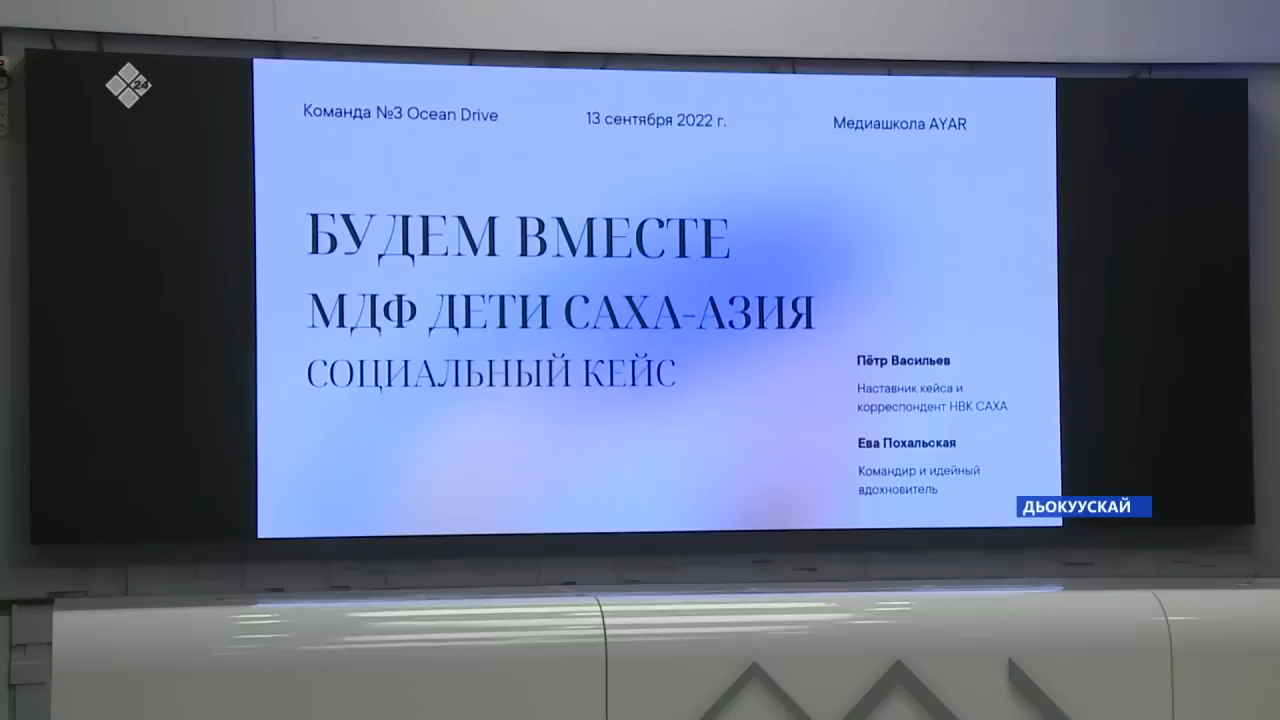 X24
Команда №3 Ocean Drive
13 сентября 2022 г.
Медиашкола AYAR
БУДЕМ ВМЕСТЕ
МДФ ДЕТИ САХА-АЗИЯ
СОЦИАЛЬНЫЙ КЕЙС
Пётр Васильев
Наставник кейса и
корреспондент НВК САХА
Ева Похальская
Командир и идейный
вдохновитель
ДЬОКУУСКАЙ